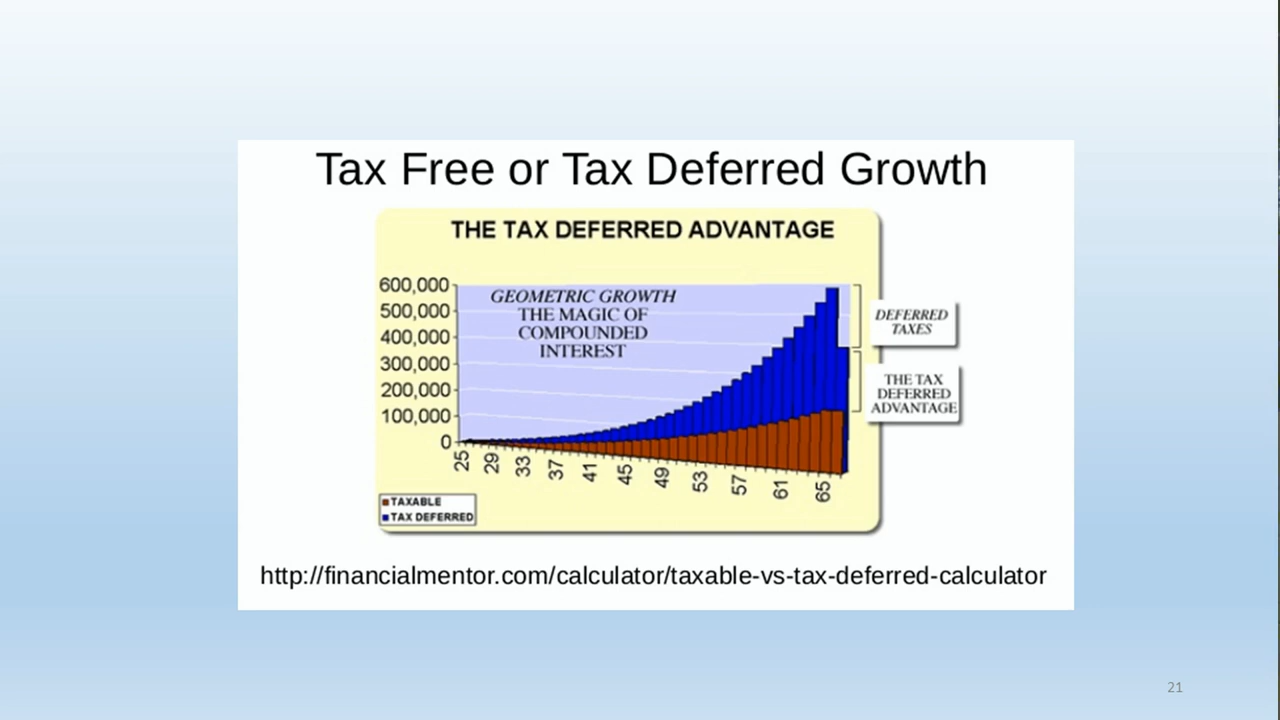 Tax Free or Tax Deferred Growth
THE TAX DEFERRED ADVANTAGE
600,000
500,000
400,000
300,000
200,000
100,000
0
GEOMETRIC GROWTH
THE MAGIC OF
COMPOUNDED
INTEREST
DEFERRED
TAXES
THE TAX
DEFERRED
ADVANTAGE
25 29 33 37 41 45 49 53 57 61 65
TAXABLE
TAX DEFERRED
http://financialmentor.com/calculator/taxable-vs-tax-deferred-calculator
21